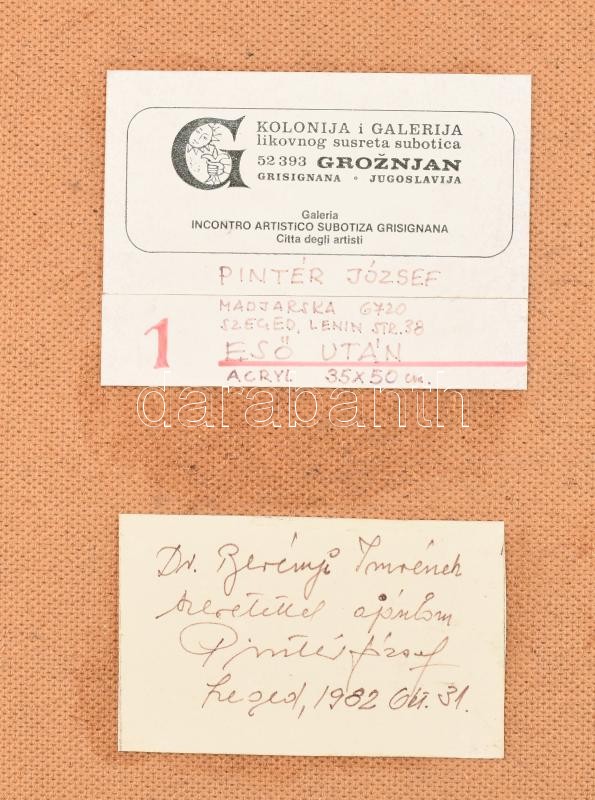 KOLONIJA i GALERIJA
likovnog susreta subotica
52 393 GROŽNJAN
GRISIGNANA • JUGOSLAVIJA
Galeria
INCONTRO ARTISTICO SUBOTIZA GRISIGNANA
Citta degli artisti
PINTÉR JÓZSEF
MADJARSKA 6720
SZEGED, LENIN STR. 38
1 ESŐ UTÁN
ACRYL 35x50 cm.
darabanth
Dr. Berényi Imrének
szeretettel ajánlom
Pintér József
Szeged, 1982 31.